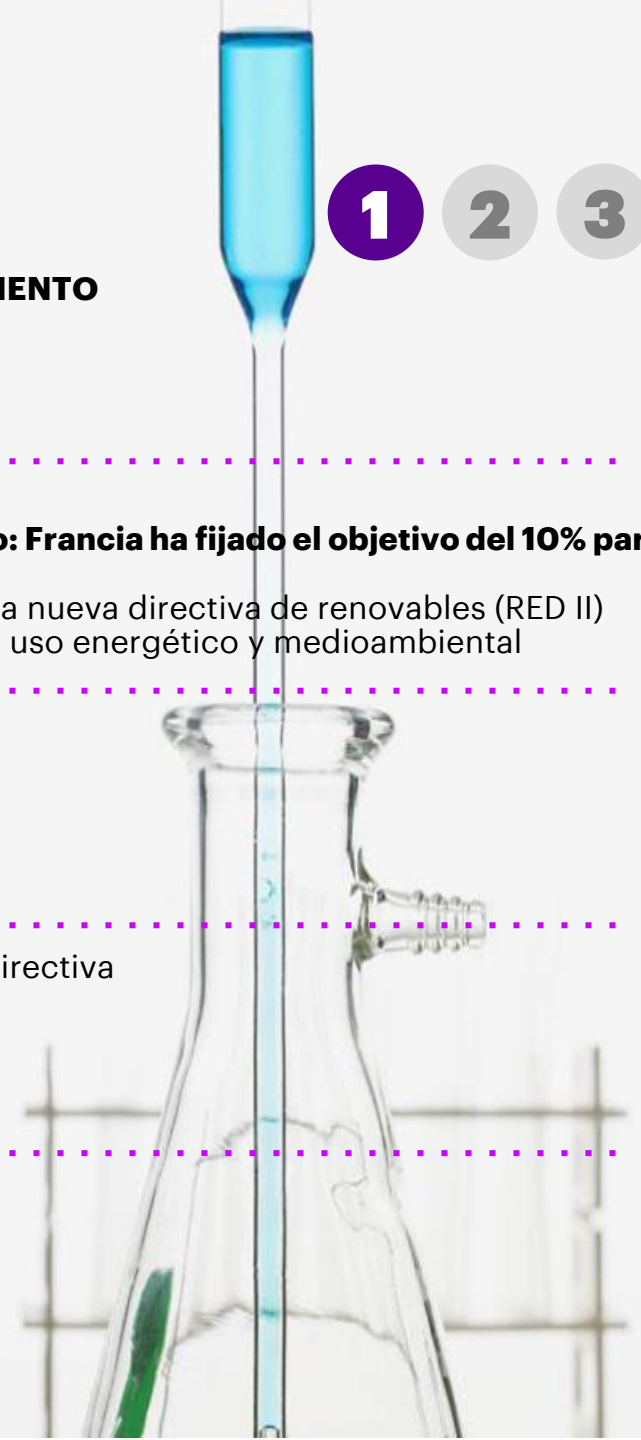 1 2 3
IENTO
o: Francia ha fijado el objetivo del 10% par
a nueva directiva de renovables (RED II)
uso energético y medioambiental
irectiva